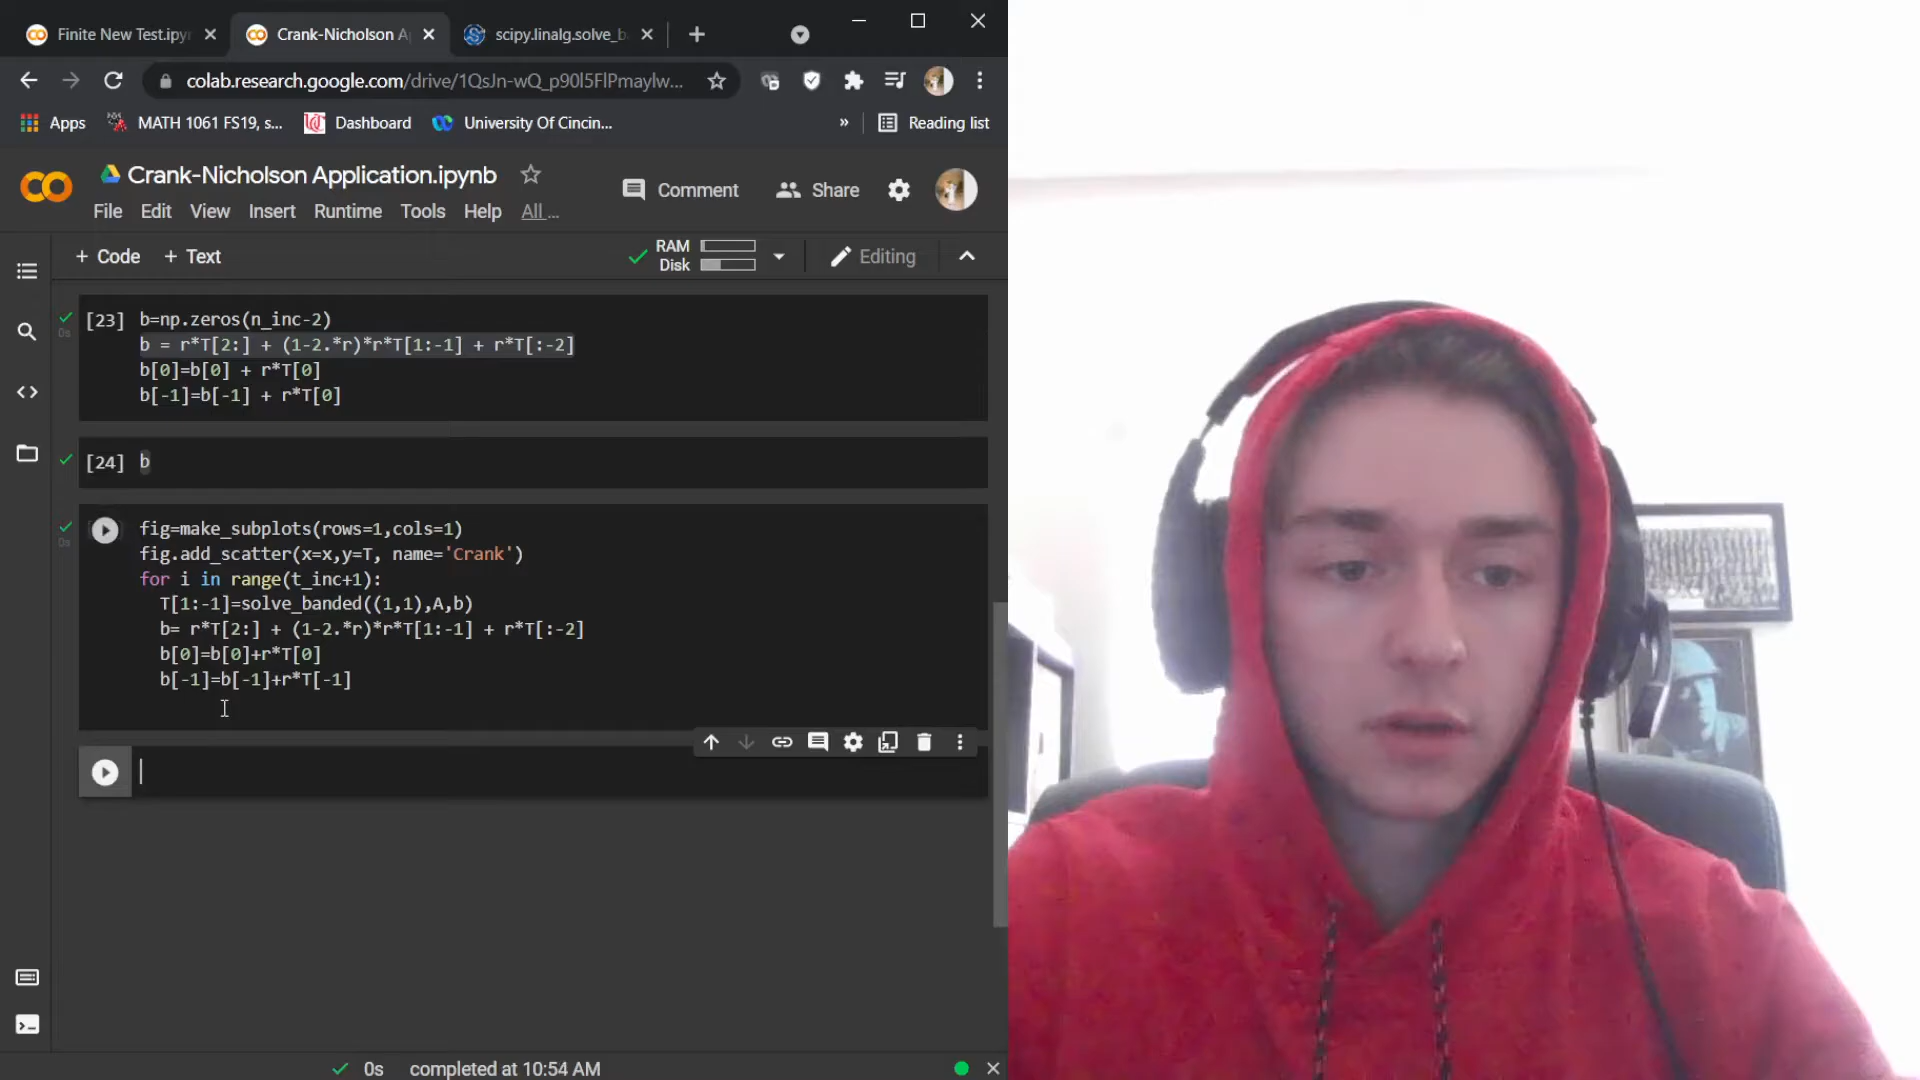 Finite New Test.ipyn
Crank-Nicholson A
scipy.linalg.solve_b
colab.research.google.com/drive/1QsJn-wQ_p90l5FlPmaylw...
Apps
MATH 1061 FS19, s...
Dashboard
University Of Cincin...
»
Reading list
Crank-Nicholson Application.ipynb
Comment
Share
File Edit View Insert Runtime Tools Help All ...
+ Code + Text
RAM
Disk
Editing
[23] b=np.zeros(n_inc-2)
b = r*T[2:] + (1-2.*r)*r*T[1:-1] + r*T[:-2]
b[0]=b[0] + r*T[0]
b[-1]=b[-1] + r*T[0]
[24] b
fig=make_subplots(rows=1,cols=1)
fig.add_scatter(x=x,y=T, name='Crank')
for i in range(t_inc+1):
T[1:-1]=solve_banded((1,1),A,b)
b= r*T[2:] + (1-2.*r)*r*T[1:-1] + r*T[:-2]
b[0]=b[0]+r*T[0]
b[-1]=b[-1]+r*T[-1]
0s completed at 10:54 AM